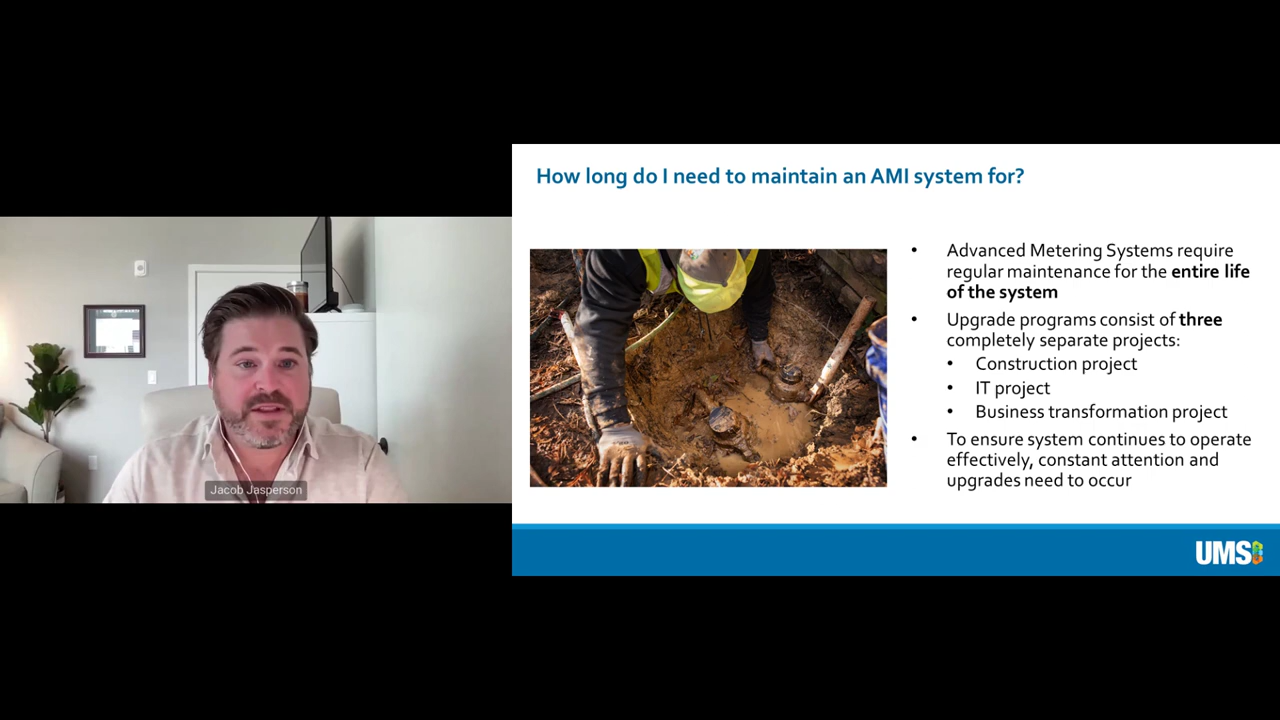 How long do I need to maintain an AMI system for?
• Advanced Metering Systems require
regular maintenance for the entire life
of the system
• Upgrade programs consist of three
completely separate projects:
• Construction project
• IT project
• Business transformation project
• To ensure system continues to operate
effectively, constant attention and
upgrades need to occur
Jacob Jasperson
UMS